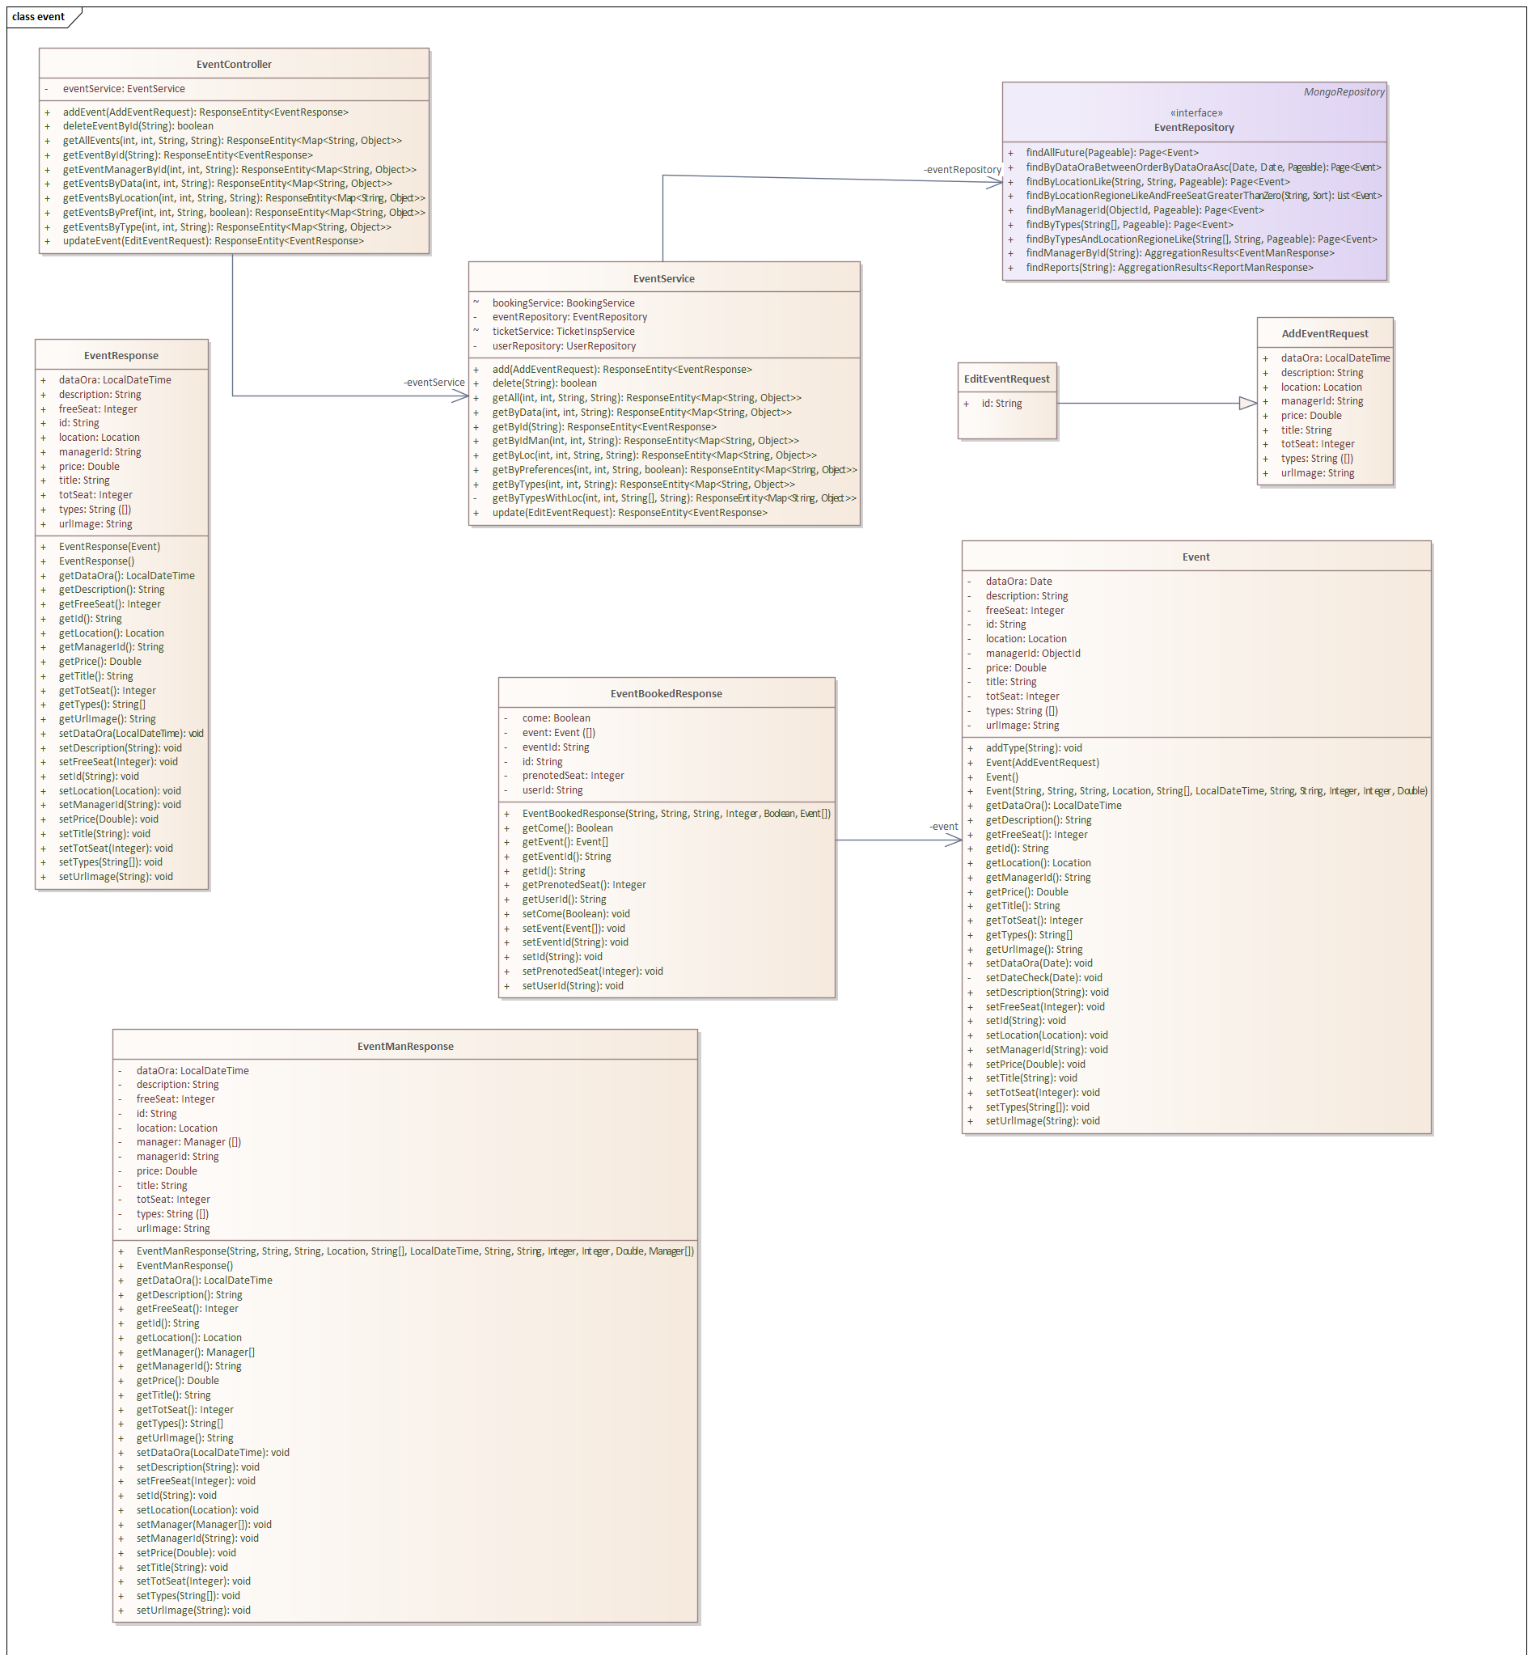 class event
EventController
- eventService: EventService
+ addEvent(AddEventRequest): ResponseEntity<EventResponse>
+ deleteEventById(String): boolean
+ getAllEvents(int, int, String, String): ResponseEntity<Map<String, Object>>
+ getEventById(String): ResponseEntity<EventResponse>
+ getEventManagerById(int, int, String): ResponseEntity<Map<String, Object>>
+ getEventsByData(int, int, String): ResponseEntity<Map<String, Object>>
+ getEventsByLocation(int, int, String, String): ResponseEntity<Map<String, Object>>
+ getEventsByPref(int, int, String, boolean): ResponseEntity<Map<String, Object>>
+ getEventsByType(int, int, String): ResponseEntity<Map<String, Object>>
+ updateEvent(EditEventRequest): ResponseEntity<EventResponse>
MongoRepository
«interface»
EventRepository
+ findAllFuture(Pageable): Page<Event>
+ findByDataOraBetweenOrderByDataOraAsc(Date, Date, Pageable): Page<Event>
+ findByLocationLike(String, String, Pageable): Page<Event>
+ findByLocationRegioneLikeAndFreeSeatGreaterThanZero(String, Sort): List<Event>
+ findByManagerId(ObjectId, Pageable): Page<Event>
+ findByTypes(String[], Pageable): Page<Event>
+ findByTypesAndLocationRegioneLike(String[], String, Pageable): Page<Event>
+ findManagerById(String): AggregationResults<EventManResponse>
+ findReports(String): AggregationResults<ReportManResponse>
-eventRepository
EventService
~ bookingService: BookingService
- eventRepository: EventRepository
~ ticketService: TicketInspService
- userRepository: UserRepository
+ add(AddEventRequest): ResponseEntity<EventResponse>
+ delete(String): boolean
+ getAll(int, int, String, String): ResponseEntity<Map<String, Object>>
+ getByData(int, int, String): ResponseEntity<Map<String, Object>>
+ getById(String): ResponseEntity<EventResponse>
+ getByIdMan(int, int, String): ResponseEntity<Map<String, Object>>
+ getByLoc(int, int, String, String): ResponseEntity<Map<String, Object>>
+ getByPreferences(int, int, String, boolean): ResponseEntity<Map<String, Object>>
+ getByTypes(int, int, String): ResponseEntity<Map<String, Object>>
- getByTypesWithLoc(int, int, String[], String): ResponseEntity<Map<String, Object>>
+ update(EditEventRequest): ResponseEntity<EventResponse>
-eventService
AddEventRequest
+ dataOra: LocalDateTime
+ description: String
+ location: Location
+ managerId: String
+ price: Double
+ title: String
+ totSeat: Integer
+ types: String ([])
+ urlImage: String
EditEventRequest
+ id: String
EventResponse
+ dataOra: LocalDateTime
+ description: String
+ freeSeat: Integer
+ id: String
+ location: Location
+ managerId: String
+ price: Double
+ title: String
+ totSeat: Integer
+ types: String ([])
+ urlImage: String
+ EventResponse(Event)
+ EventResponse()
+ getDataOra(): LocalDateTime
+ getDescription(): String
+ getFreeSeat(): Integer
+ getId(): String
+ getLocation(): Location
+ getManagerId(): String
+ getPrice(): Double
+ getTitle(): String
+ getTotSeat(): Integer
+ getTypes(): String[]
+ getUrlImage(): String
+ setDataOra(LocalDateTime): void
+ setDescription(String): void
+ setFreeSeat(Integer): void
+ setId(String): void
+ setLocation(Location): void
+ setManagerId(String): void
+ setPrice(Double): void
+ setTitle(String): void
+ setTotSeat(Integer): void
+ setTypes(String[]): void
+ setUrlImage(String): void
Event
- dataOra: Date
- description: String
- freeSeat: Integer
- id: String
- location: Location
- managerId: ObjectId
- price: Double
- title: String
- totSeat: Integer
- types: String ([])
- urlImage: String
+ addType(String): void
+ Event(AddEventRequest)
+ Event()
+ Event(String, String, String, Location, String[], LocalDateTime, String, String, Integer, Integer, Double)
+ getDataOra(): LocalDateTime
+ getDescription(): String
+ getFreeSeat(): Integer
+ getId(): String
+ getLocation(): Location
+ getManagerId(): String
+ getPrice(): Double
+ getTitle(): String
+ getTotSeat(): Integer
+ getTypes(): String[]
+ getUrlImage(): String
+ setDataOra(Date): void
- setDateCheck(Date): void
+ setDescription(String): void
+ setFreeSeat(Integer): void
+ setId(String): void
+ setLocation(Location): void
+ setManagerId(String): void
+ setPrice(Double): void
+ setTitle(String): void
+ setTotSeat(Integer): void
+ setTypes(String[]): void
+ setUrlImage(String): void
EventBookedResponse
- come: Boolean
- event: Event ([])
- eventId: String
- id: String
- prenotedSeat: Integer
- userId: String
+ EventBookedResponse(String, String, String, Integer, Boolean, Event[])
+ getCome(): Boolean
+ getEvent(): Event[]
+ getEventId(): String
+ getId(): String
+ getPrenotedSeat(): Integer
+ getUserId(): String
+ setCome(Boolean): void
+ setEvent(Event[]): void
+ setEventId(String): void
+ setId(String): void
+ setPrenotedSeat(Integer): void
+ setUserId(String): void
-event
EventManResponse
- dataOra: LocalDateTime
- description: String
- freeSeat: Integer
- id: String
- location: Location
- manager: Manager ([])
- managerId: String
- price: Double
- title: String
- totSeat: Integer
- types: String ([])
- urlImage: String
+ EventManResponse(String, String, String, Location, String[], LocalDateTime, String, String, Integer, Integer, Double, Manager[])
+ EventManResponse()
+ getDataOra(): LocalDateTime
+ getDescription(): String
+ getFreeSeat(): Integer
+ getId(): String
+ getLocation(): Location
+ getManager(): Manager[]
+ getManagerId(): String
+ getPrice(): Double
+ getTitle(): String
+ getTotSeat(): Integer
+ getTypes(): String[]
+ getUrlImage(): String
+ setDataOra(LocalDateTime): void
+ setDescription(String): void
+ setFreeSeat(Integer): void
+ setId(String): void
+ setLocation(Location): void
+ setManager(Manager[]): void
+ setManagerId(String): void
+ setPrice(Double): void
+ setTitle(String): void
+ setTotSeat(Integer): void
+ setTypes(String[]): void
+ setUrlImage(String): void